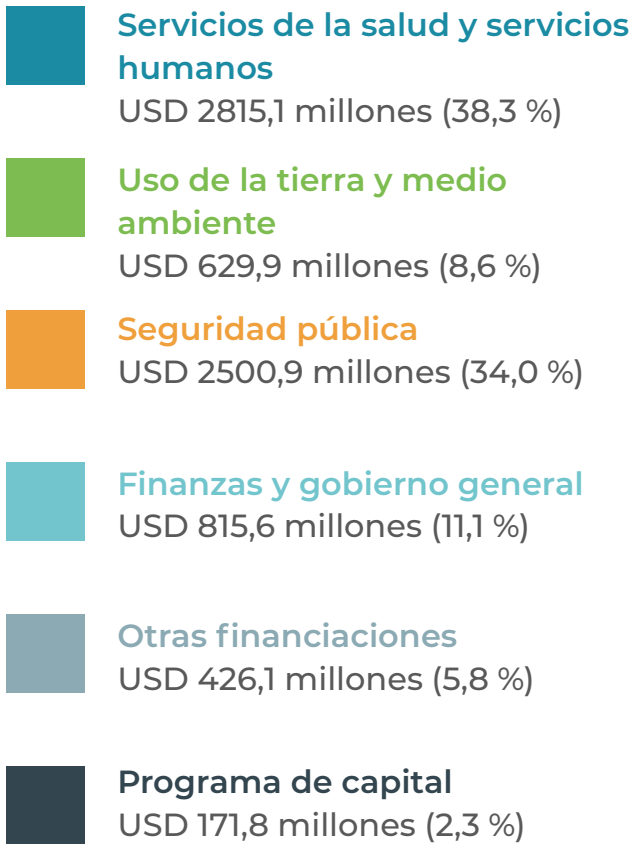 Servicios de la salud y servicios
humanos
USD 2815,1 millones (38,3 %)
Uso de la tierra y medio
ambiente
USD 629,9 millones (8,6 %)
Seguridad pública
USD 2500,9 millones (34,0 %)
Finanzas y gobierno general
USD 815,6 millones (11,1 %)
Otras financiaciones
USD 426,1 millones (5,8 %)
Programa de capital
USD 171,8 millones (2,3 %)